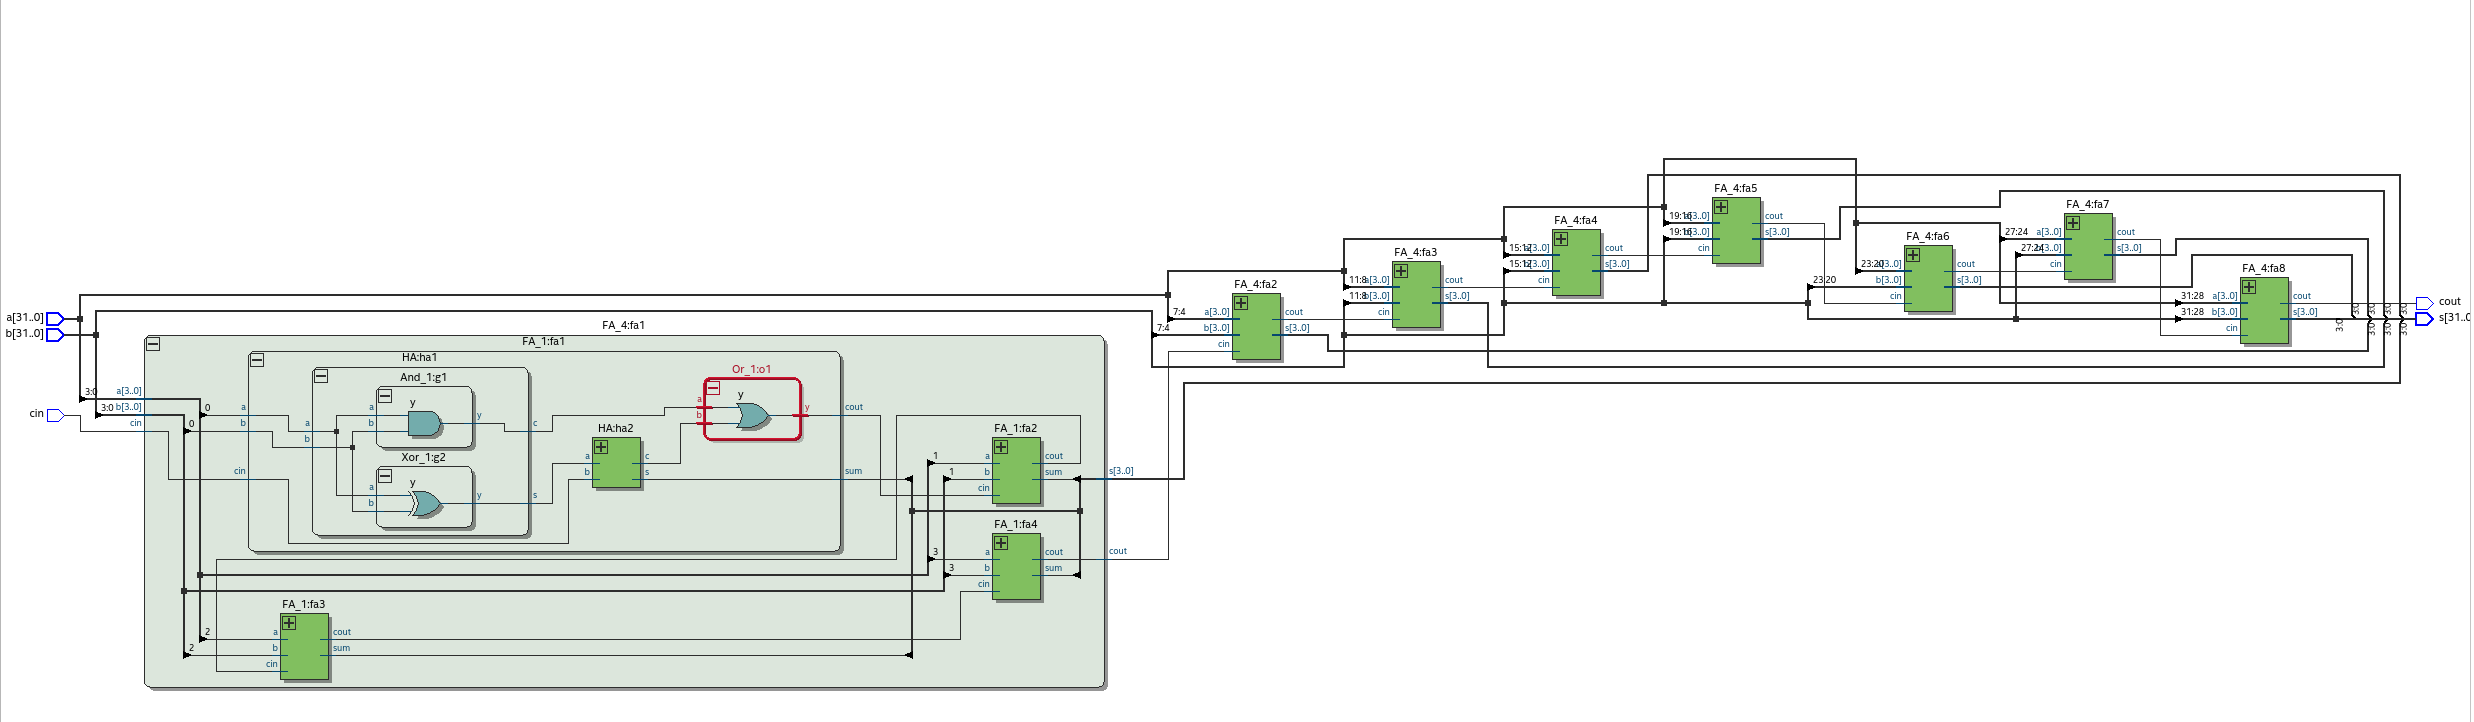 a[31..0]
b[31..0]
cin
FA_4:fa1
3:0
a[3..0]
3:0
b[3..0]
cin
FA_1:fa1
0
a
0
b
cin
HA:ha1
a
b
And_1:g1
a
b
y
y
c
Xor_1:g2
a
b
y
y
s
HA:ha2
a
b
c
s
Or_1:o1
a
b
y
y
cout
sum
FA_1:fa2
1
a
1
b
cin
cout
sum
FA_1:fa4
3
a
3
b
cin
cout
sum
FA_1:fa3
2
a
2
b
cin
cout
sum
s[3..0]
cout
FA_4:fa2
7:4
a[3..0]
7:4
b[3..0]
cin
cout
s[3..0]
FA_4:fa3
11:8
a[3..0]
11:8
b[3..0]
cin
cout
s[3..0]
FA_4:fa4
15:12
a[3..0]
15:12
b[3..0]
cin
cout
s[3..0]
FA_4:fa5
19:16
a[3..0]
19:16
b[3..0]
cin
cout
s[3..0]
FA_4:fa6
23:20
a[3..0]
23:20
b[3..0]
cin
cout
s[3..0]
FA_4:fa7
27:24
a[3..0]
27:24
b[3..0]
cin
cout
s[3..0]
FA_4:fa8
31:28
a[3..0]
31:28
b[3..0]
cin
cout
s[3..0]
3:0
3:0
3:0
3:0
3:0
3:0
3:0
3:0
cout
s[31..0